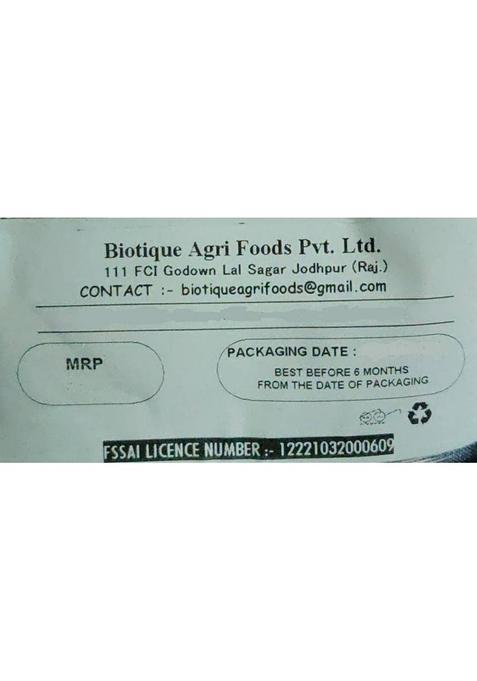 Biotique Agri Foods Pvt. Ltd.
111 FCI Godown Lal Sagar Jodhpur (Raj.)
CONTACT :- biotiqueagrifoods@gmail.com
MRP
PACKAGING DATE :
BEST BEFORE 6 MONTHS
FROM THE DATE OF PACKAGING
FSSAI LICENCE NUMBER :- 12221032000609